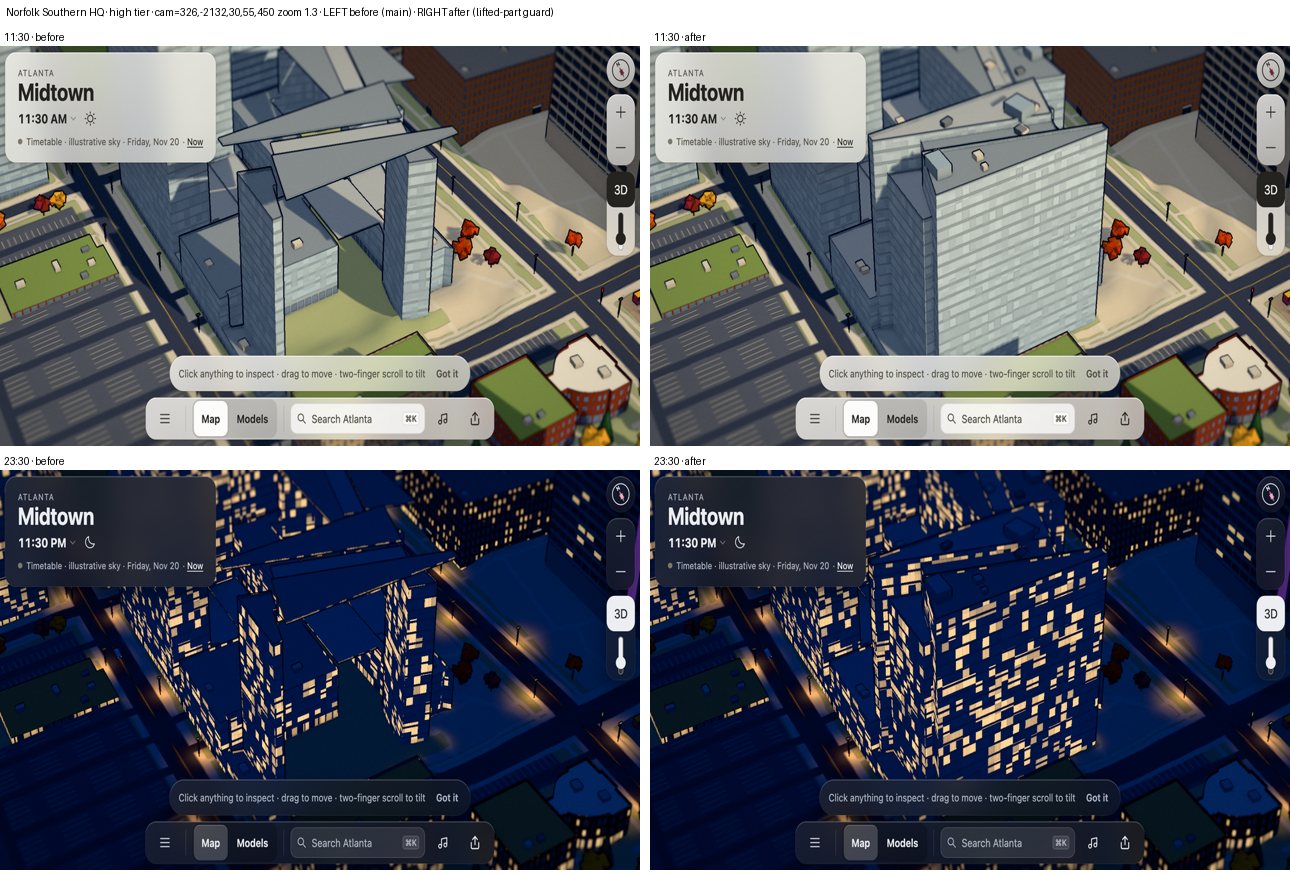 Norfolk Southern HQ · high tier · cam=326,-2132,30,55,450 zoom 1.3 · LEFT before (main) · RIGHT after (lifted-part guard)
11:30 · before
11:30 · after
ATLANTA
Midtown
11:30 AM
Timetable · illustrative sky · Friday, Nov 20 · Now
N
+
−
3D
Click anything to inspect · drag to move · two-finger scroll to tilt Got it
Map Models Search Atlanta ⌘K
ATLANTA
Midtown
11:30 AM
Timetable · illustrative sky · Friday, Nov 20 · Now
N
+
−
3D
Click anything to inspect · drag to move · two-finger scroll to tilt Got it
Map Models Search Atlanta ⌘K
23:30 · before
23:30 · after
ATLANTA
Midtown
11:30 PM
Timetable · illustrative sky · Friday, Nov 20 · Now
N
+
−
3D
Click anything to inspect · drag to move · two-finger scroll to tilt Got it
Map Models Search Atlanta ⌘K
ATLANTA
Midtown
11:30 PM
Timetable · illustrative sky · Friday, Nov 20 · Now
N
+
−
3D
Click anything to inspect · drag to move · two-finger scroll to tilt Got it
Map Models Search Atlanta ⌘K